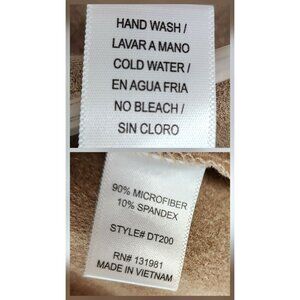 HAND WASH /
LAVAR A MANO
COLD WATER /
EN AGUA FRIA
NO BLEACH /
SIN CLORO
90% MICROFIBER
10% SPANDEX
STYLE# DT200
RN# 131981
MADE IN VIETNAM